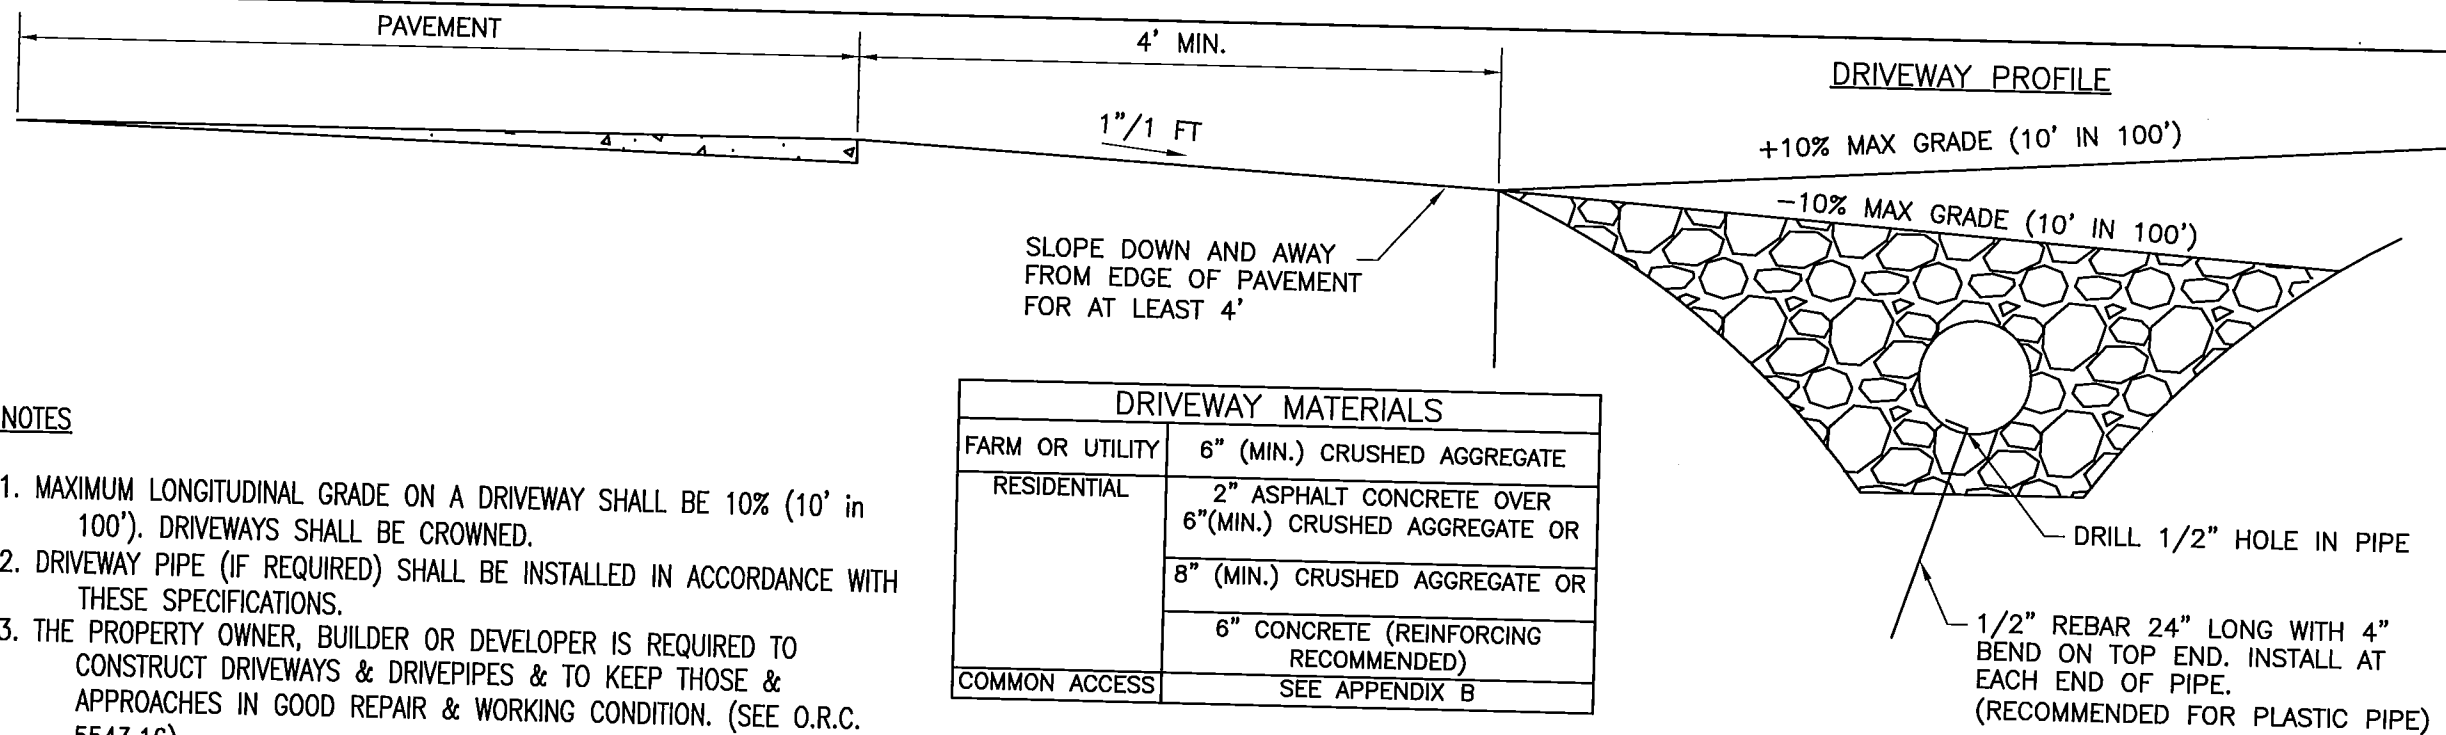 PAVEMENT
4' MIN.
DRIVEWAY PROFILE
1"/1 FT
+10% MAX GRADE (10' IN 100')
-10% MAX GRADE (10' IN 100')
SLOPE DOWN AND AWAY
FROM EDGE OF PAVEMENT
FOR AT LEAST 4'
NOTES
1. MAXIMUM LONGITUDINAL GRADE ON A DRIVEWAY SHALL BE 10% (10' in
100'). DRIVEWAYS SHALL BE CROWNED.
2. DRIVEWAY PIPE (IF REQUIRED) SHALL BE INSTALLED IN ACCORDANCE WITH
THESE SPECIFICATIONS.
3. THE PROPERTY OWNER, BUILDER OR DEVELOPER IS REQUIRED TO
CONSTRUCT DRIVEWAYS & DRIVEPIPES & TO KEEP THOSE &
APPROACHES IN GOOD REPAIR & WORKING CONDITION. (SEE O.R.C.
DRIVEWAY MATERIALS
FARM OR UTILITY
6" (MIN.) CRUSHED AGGREGATE
RESIDENTIAL
2" ASPHALT CONCRETE OVER
6"(MIN.) CRUSHED AGGREGATE OR
8" (MIN.) CRUSHED AGGREGATE OR
6" CONCRETE (REINFORCING
RECOMMENDED)
COMMON ACCESS
SEE APPENDIX B
DRILL 1/2" HOLE IN PIPE
1/2" REBAR 24" LONG WITH 4"
BEND ON TOP END. INSTALL AT
EACH END OF PIPE.
(RECOMMENDED FOR PLASTIC PIPE)